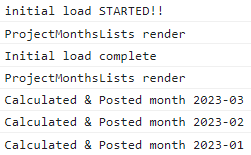 initial load STARTED!!
ProjectMonthsLists render
Initial load complete
ProjectMonthsLists render
Calculated & Posted month 2023-03
Calculated & Posted month 2023-02
Calculated & Posted month 2023-01